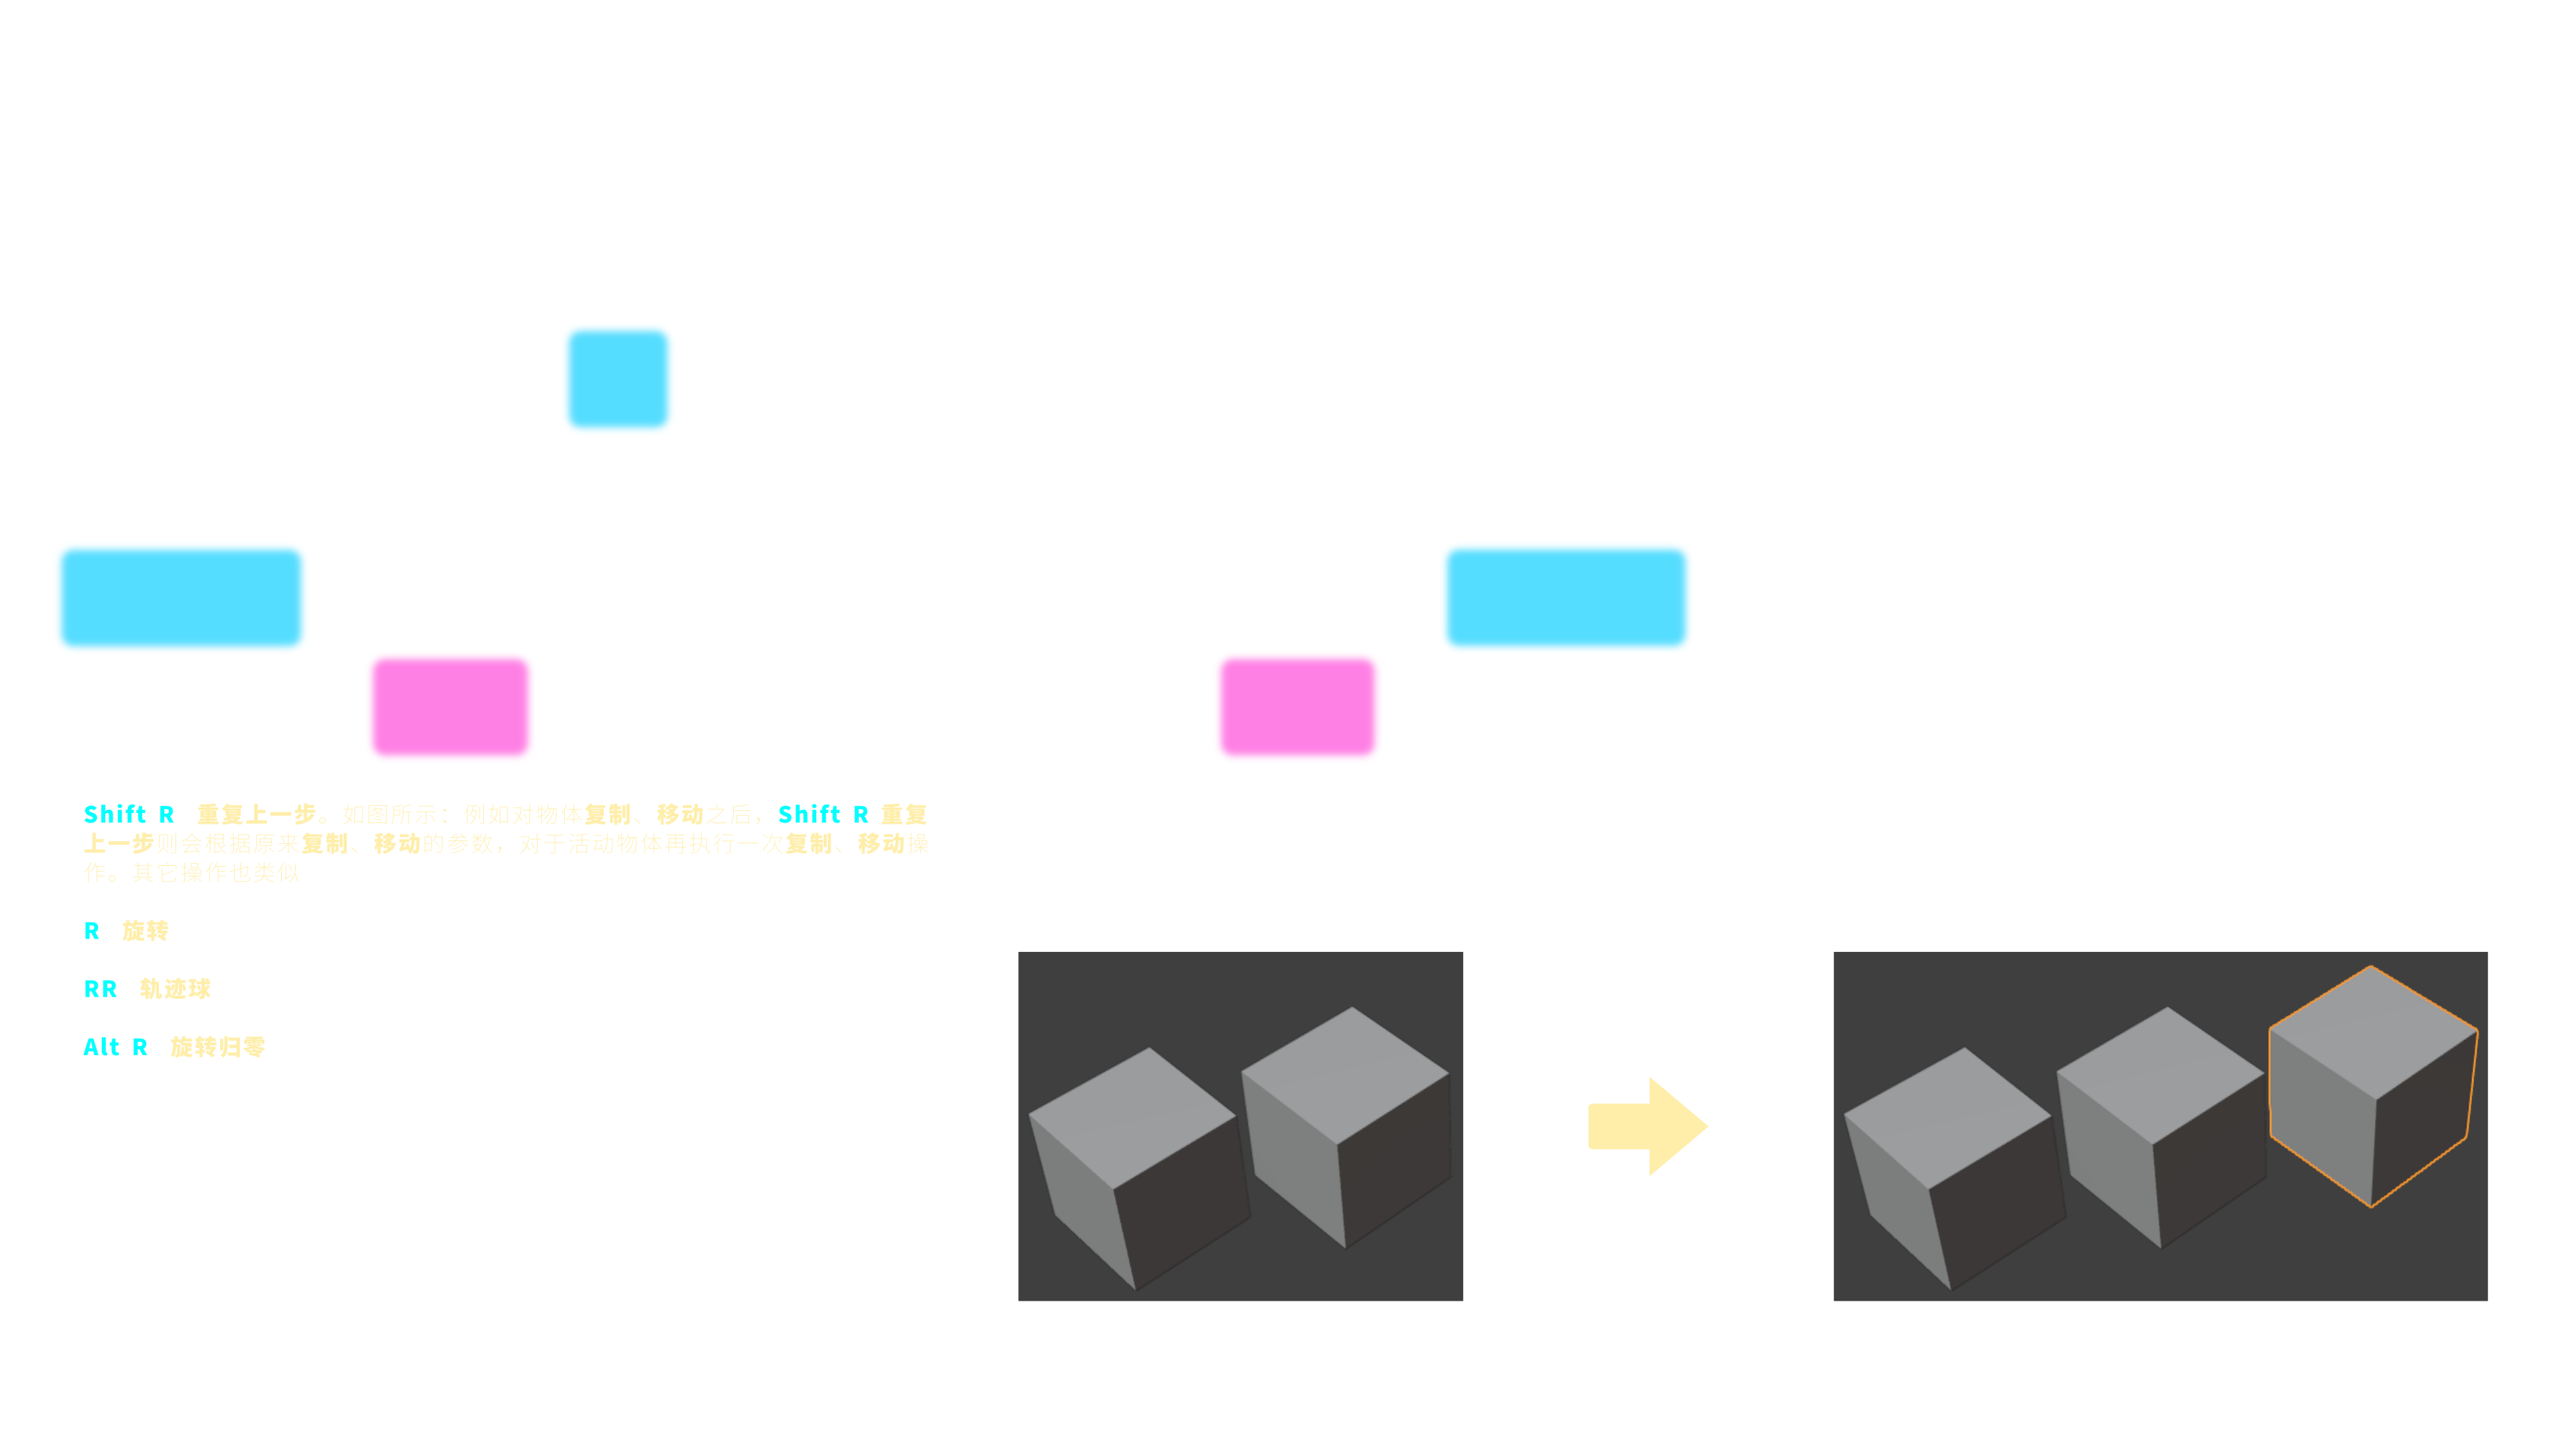 Shift R 重复上一步。如图所示：例如对物体复制、移动之后，Shift R 重复
上一步则会根据原来复制、移动的参数，对于活动物体再执行一次复制、移动操
作。其它操作也类似
R 旋转
RR 轨迹球
Alt R 旋转归零